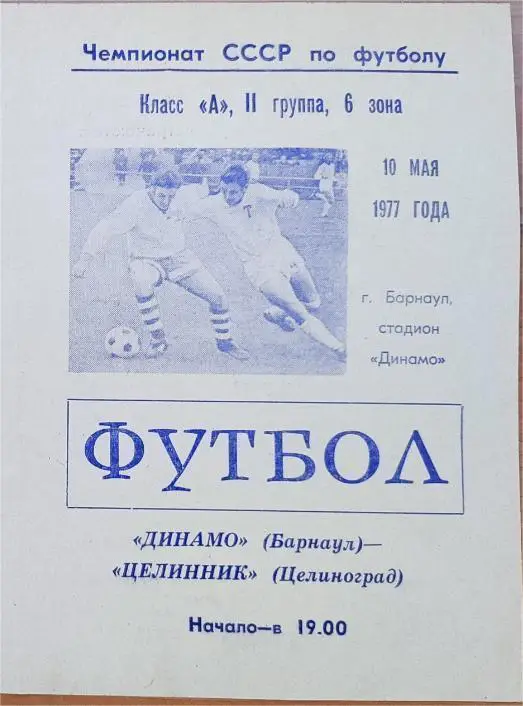 Чемпионат СССР по футболу
Класс «А», II группа, 6 зона
10 МАЯ
1977 ГОДА
г. Барнаул,
стадион
«Динамо»
ФУТБОЛ
«ДИНАМО» (Барнаул)—
«ЦЕЛИННИК» (Целиноград)
Начало—в 19.00